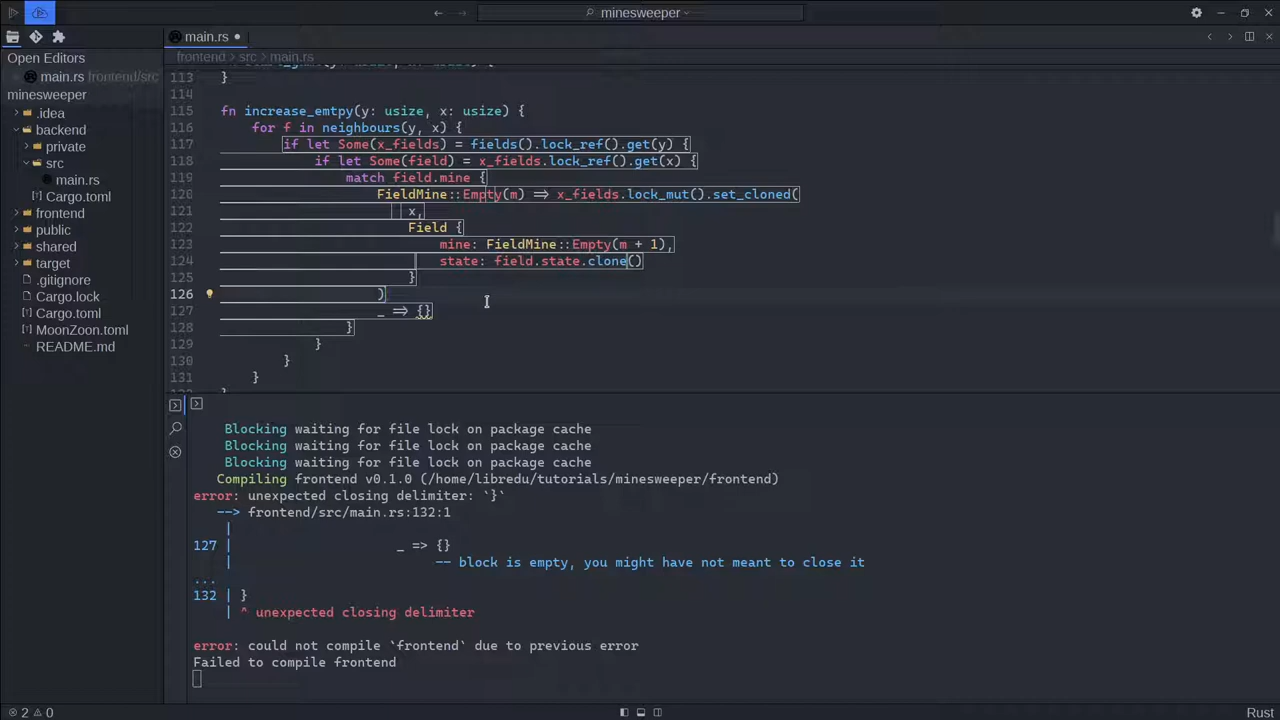 minesweeper
main.rs
Open Editors
frontend > src > main.rs
main.rs frontend/src
minesweeper
.idea
backend
private
src
main.rs
Cargo.toml
frontend
public
shared
target
.gitignore
Cargo.lock
Cargo.toml
MoonZoon.toml
README.md
113 }
114
115 fn increase_emtpy(y: usize, x: usize) {
116 for f in neighbours(y, x) {
117 if let Some(x_fields) = fields().lock_ref().get(y) {
118 if let Some(field) = x_fields.lock_ref().get(x) {
119 match field.mine {
120 FieldMine::Empty(m) => x_fields.lock_mut().set_cloned(
121 x,
122 Field {
123 mine: FieldMine::Empty(m + 1),
124 state: field.state.clone()
125 }
126 )
127 _ => {}
128 }
129 }
130 }
131 }
Blocking waiting for file lock on package cache
Blocking waiting for file lock on package cache
Blocking waiting for file lock on package cache
Compiling frontend v0.1.0 (/home/libredu/tutorials/minesweeper/frontend)
error: unexpected closing delimiter: `}`
--> frontend/src/main.rs:132:1
|
127 | _ => {}
| -- block is empty, you might have not meant to close it
...
132 | }
| ^ unexpected closing delimiter
error: could not compile `frontend` due to previous error
Failed to compile frontend
2 0
Rust